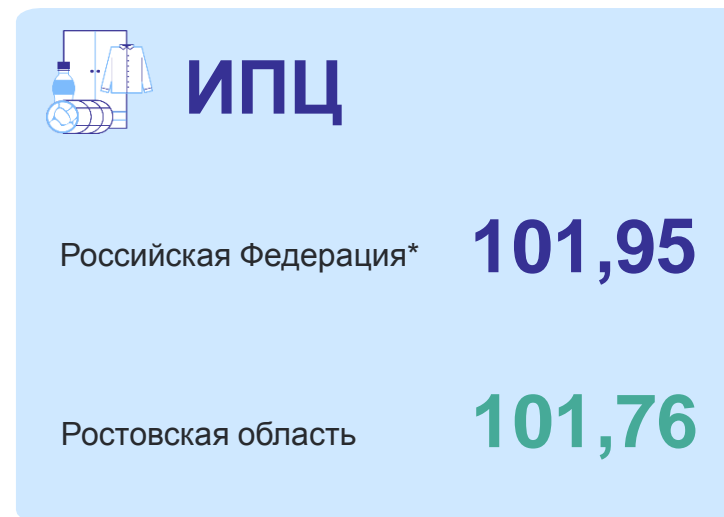 ИПЦ
Российская Федерация* 101,95
Ростовская область 101,76